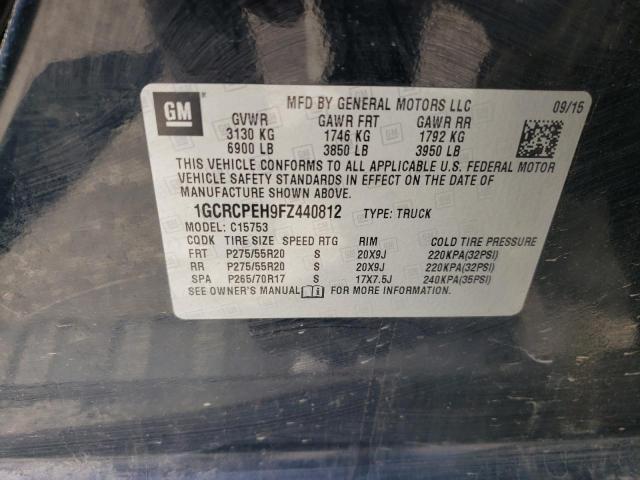 GM
MFD BY GENERAL MOTORS LLC 09/15
GVWR GAWR FRT GAWR RR
3130 KG 1746 KG 1792 KG
6900 LB 3850 LB 3950 LB
THIS VEHICLE CONFORMS TO ALL APPLICABLE U.S. FEDERAL MOTOR
VEHICLE SAFETY STANDARDS IN EFFECT ON THE DATE OF
MANUFACTURE SHOWN ABOVE.
1GCRCPEH9FZ440812 TYPE: TRUCK
MODEL: C15753
CQDK TIRE SIZE SPEED RTG RIM COLD TIRE PRESSURE
FRT P275/55R20 S 20X9J 220KPA(32PSI)
RR P275/55R20 S 20X9J 220KPA(32PSI)
SPA P265/70R17 S 17X7.5J 240KPA(35PSI)
SEE OWNER'S MANUAL FOR MORE INFORMATION.